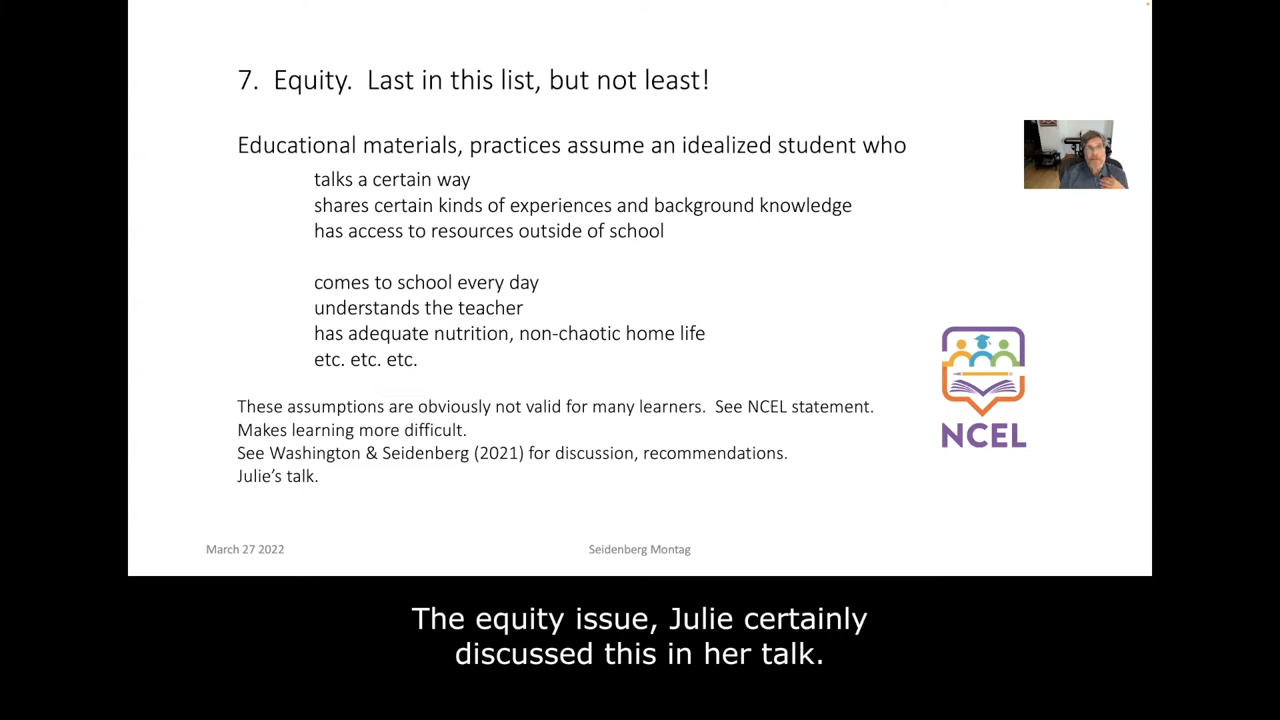 7. Equity. Last in this list, but not least!
Educational materials, practices assume an idealized student who
talks a certain way
shares certain kinds of experiences and background knowledge
has access to resources outside of school
comes to school every day
understands the teacher
has adequate nutrition, non-chaotic home life
etc. etc. etc.
These assumptions are obviously not valid for many learners. See NCEL statement.
Makes learning more difficult.
See Washington & Seidenberg (2021) for discussion, recommendations.
Julie's talk.
NCEL
March 27 2022
Seidenberg Montag
The equity issue, Julie certainly
discussed this in her talk.